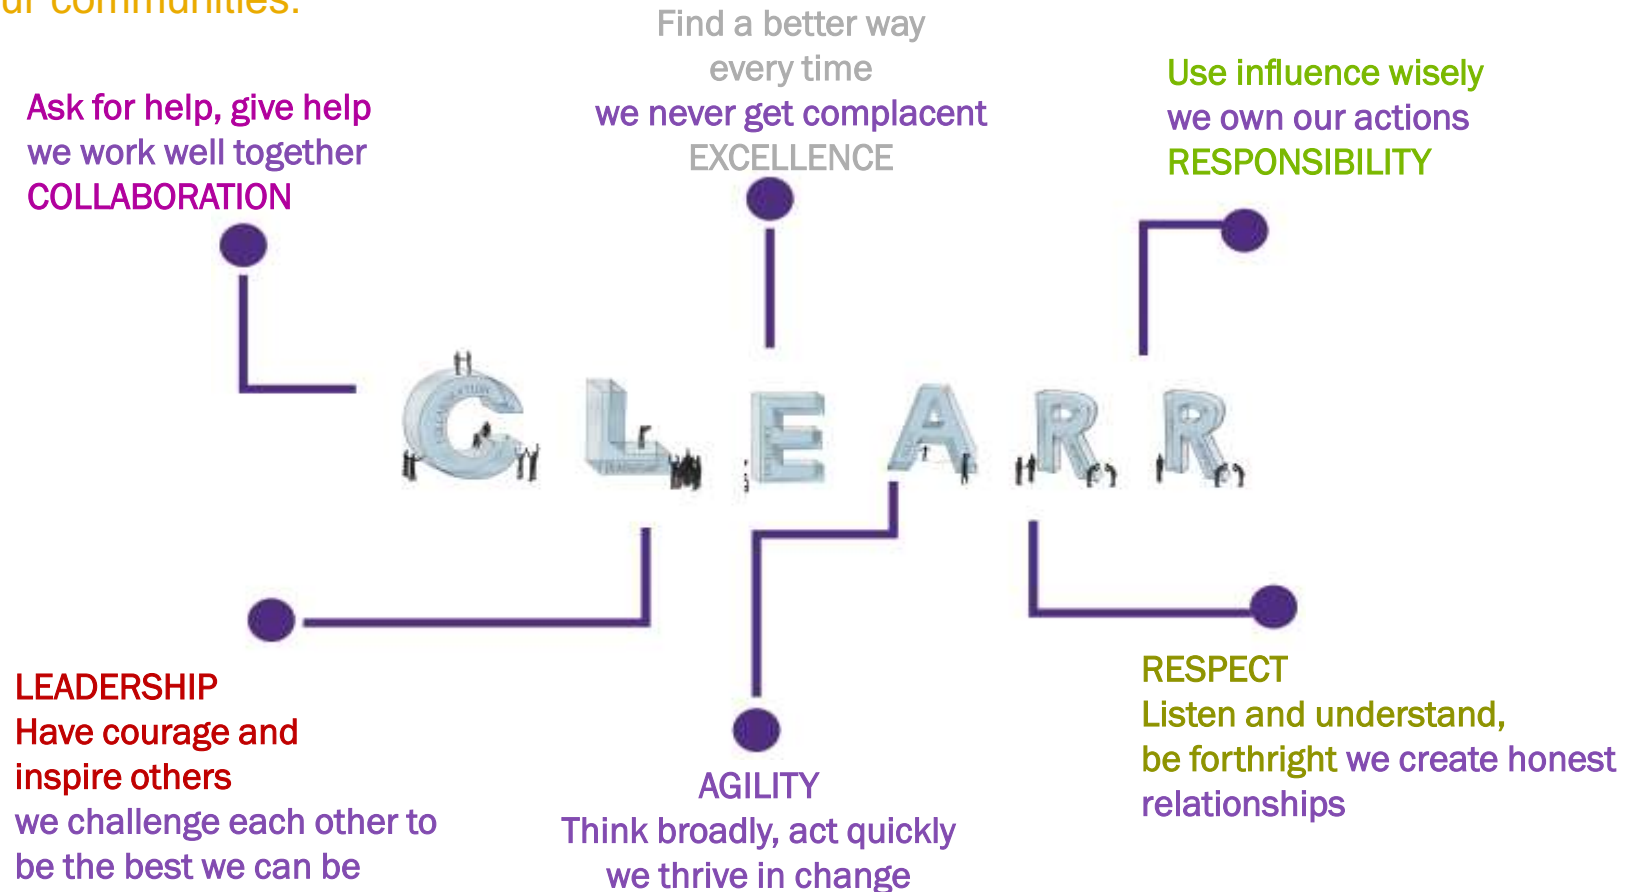 ur communities.
Find a better way
every time
we never get complacent
EXCELLENCE
Use influence wisely
we own our actions
RESPONSIBILITY
Ask for help, give help
we work well together
COLLABORATION
C L E A R R
LEADERSHIP
Have courage and
inspire others
we challenge each other to
be the best we can be
AGILITY
Think broadly, act quickly
we thrive in change
RESPECT
Listen and understand,
be forthright we create honest
relationships